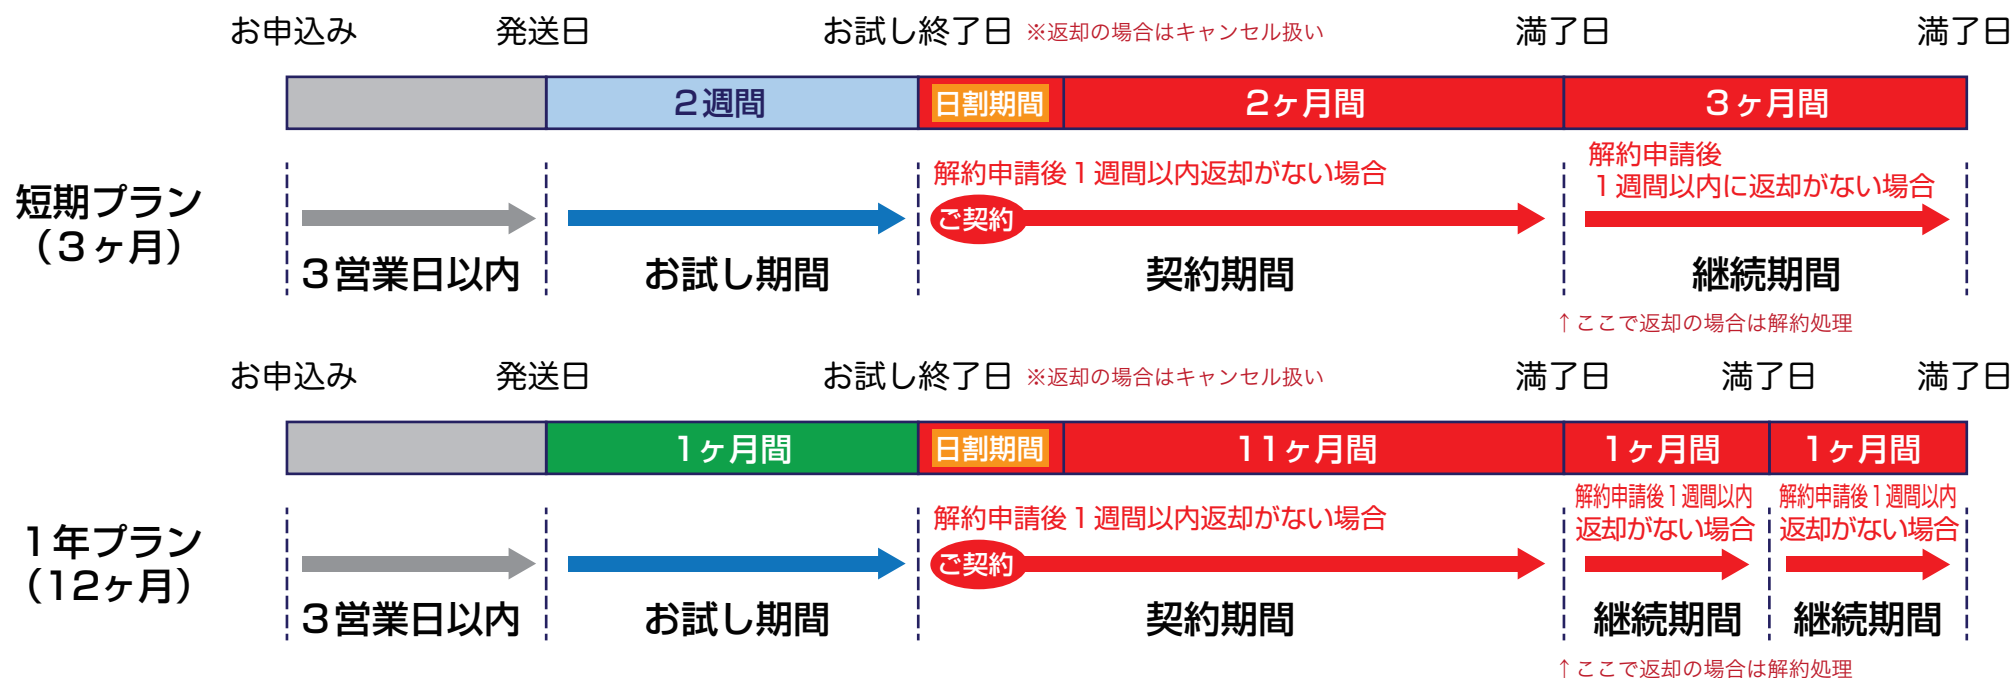 お申込み 発送日 お試し終了日 ※返却の場合はキャンセル扱い 満了日 満了日
2週間 日割期間 2ヶ月間 3ヶ月間
短期プラン
(3ヶ月)
解約申請後1週間以内返却がない場合
解約申請後
1週間以内に返却がない場合
ご契約
3営業日以内 お試し期間 契約期間 継続期間
↑ここで返却の場合は解約処理
お申込み 発送日 お試し終了日 ※返却の場合はキャンセル扱い 満了日 満了日 満了日
1ヶ月間 日割期間 11ヶ月間 1ヶ月間 1ヶ月間
1年プラン
(12ヶ月)
解約申請後1週間以内返却がない場合
解約申請後1週間以内
返却がない場合
解約申請後1週間以内
返却がない場合
ご契約
3営業日以内 お試し期間 契約期間 継続期間 継続期間
↑ここで返却の場合は解約処理